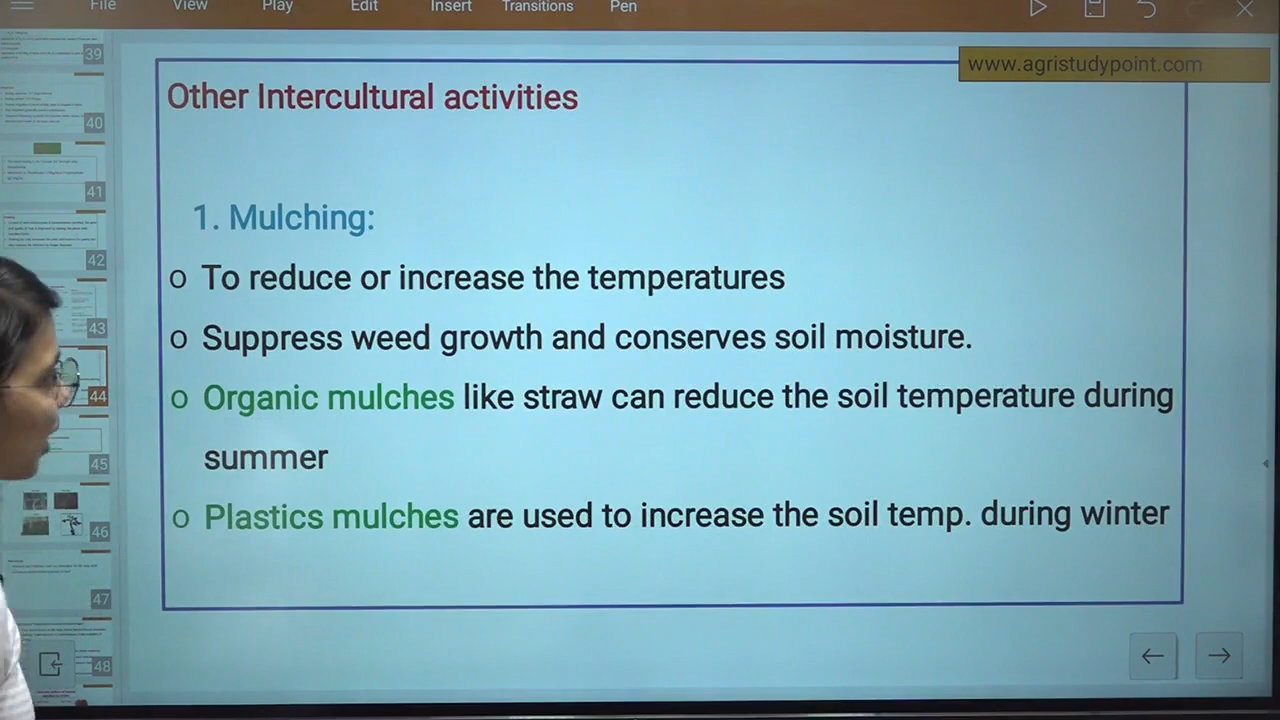 File View Play Edit Insert Transitions Pen
www.agristudypoint.com
Other Intercultural activities
1. Mulching:
o To reduce or increase the temperatures
o Suppress weed growth and conserves soil moisture.
o Organic mulches like straw can reduce the soil temperature during
summer
o Plastics mulches are used to increase the soil temp. during winter
39
40
41
42
43
44
45
46
47
48